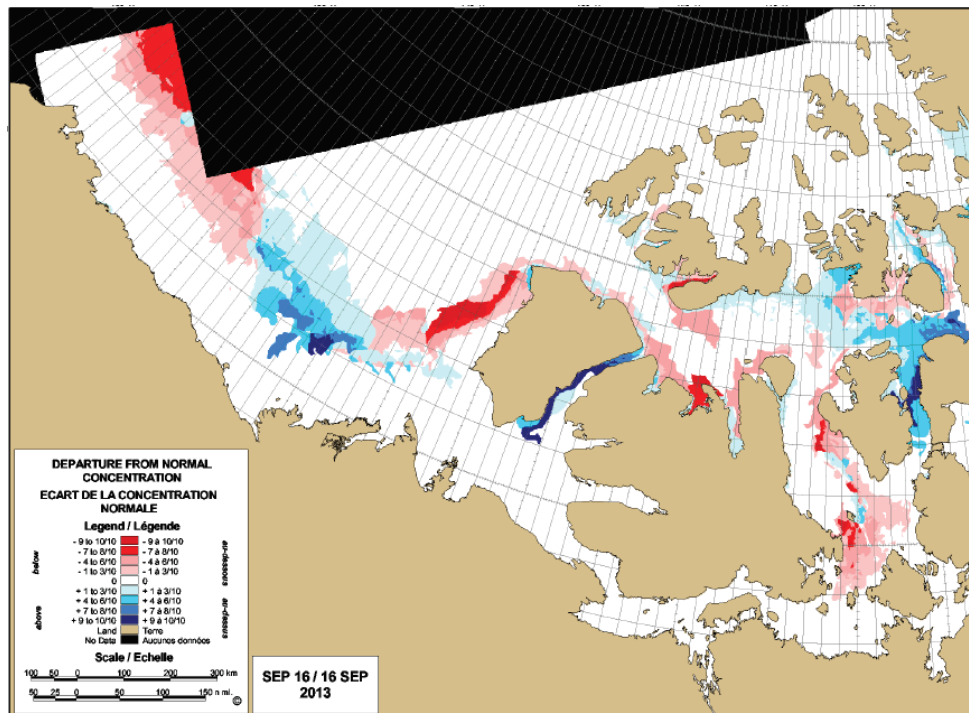 DEPARTURE FROM NORMAL
CONCENTRATION
ECART DE LA CONCENTRATION
NORMALE
Legend / Légende
below
au-dessous
- 9 to 10/10 - 9 à 10/10
- 7 to 8/10 - 7 à 8/10
- 4 to 6/10 - 4 à 6/10
- 1 to 3/10 - 1 à 3/10
0 0
above
au-dessus
+ 1 to 3/10 + 1 à 3/10
+ 4 to 6/10 + 4 à 6/10
+ 7 to 8/10 + 7 à 8/10
+ 9 to 10/10 + 9 à 10/10
Land Terre
No Data Aucunes données
Scale / Echelle
100 50 0 100 200 300 km
50 25 0 50 100 150 n mi. ©
SEP 16 / 16 SEP
2013